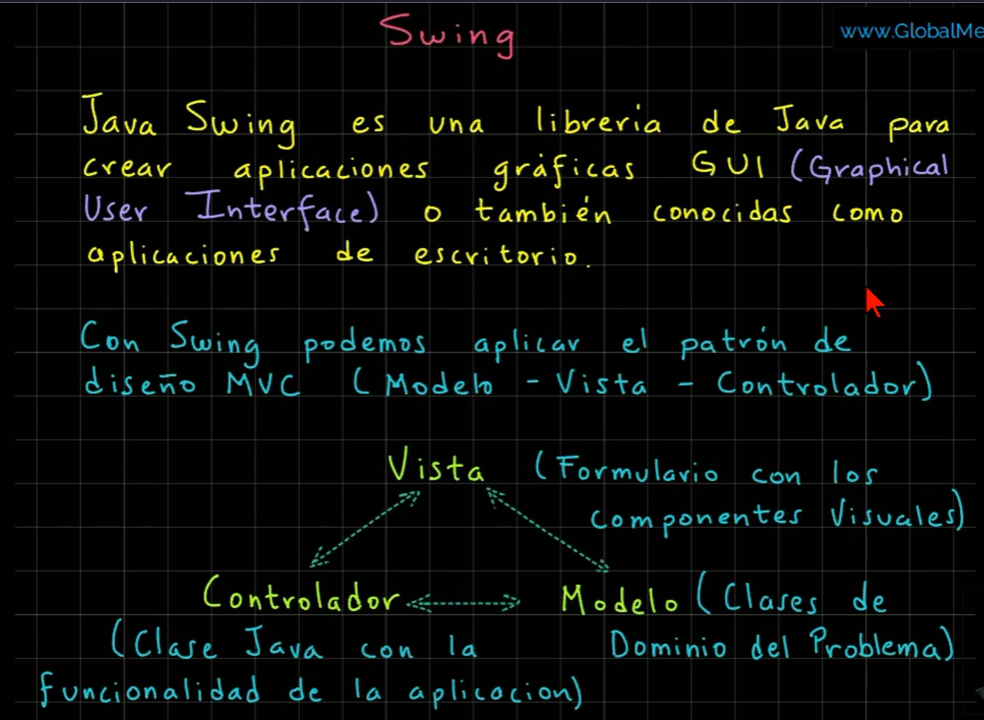 Swing
www.GlobalMe
Java Swing es una libreria de Java para
crear aplicaciones gráficas GUI (Graphical
User Interface) o también conocidas como
aplicaciones de escritorio.
Con Swing podemos aplicar el patrón de
diseño MVC (Modelo - Vista - Controlador)
Vista (Formulario con los
componentes Visuales)
Controlador Modelo (Clases de
(Clase Java con la Dominio del Problema)
funcionalidad de la aplicacion)